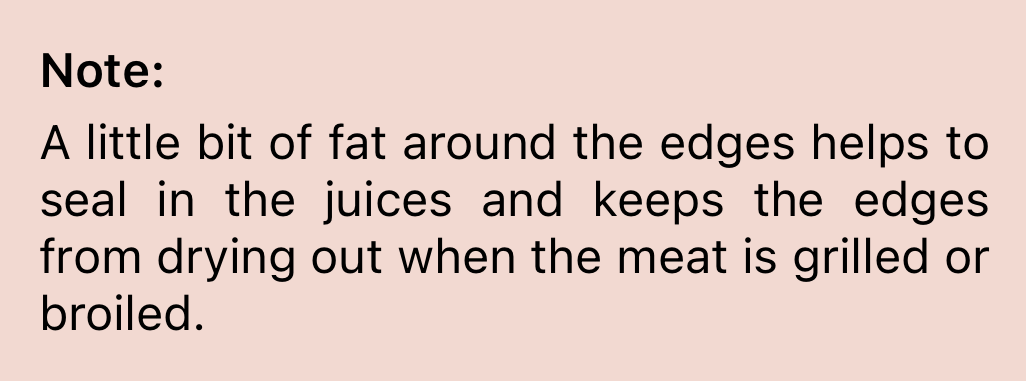 Note:
A little bit of fat around the edges helps to
seal in the juices and keeps the edges
from drying out when the meat is grilled or
broiled.